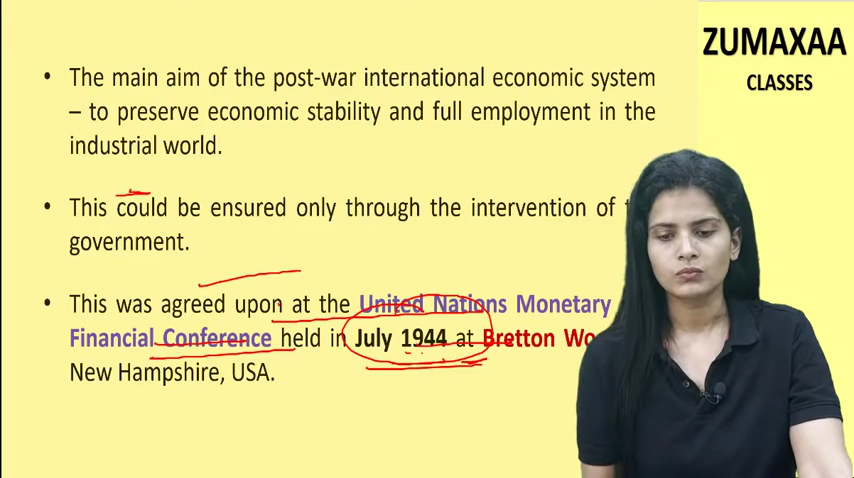 ZUMAXAA
CLASSES
• The main aim of the post-war international economic system
– to preserve economic stability and full employment in the
industrial world.
• This could be ensured only through the intervention of
government.
• This was agreed upon at the United Nations Monetary
Financial Conference held in July 1944 at Bretton
New Hampshire, USA.